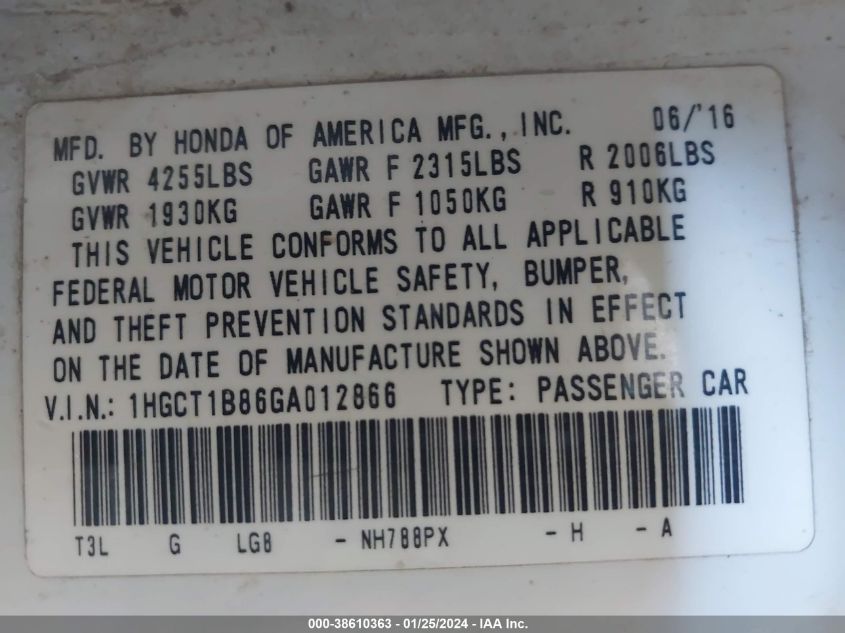 MFD. BY HONDA OF AMERICA MFG., INC. 06/'16
GVWR 4255LBS GAWR F 2315LBS R 2006LBS
GVWR 1930KG GAWR F 1050KG R 910KG
THIS VEHICLE CONFORMS TO ALL APPLICABLE
FEDERAL MOTOR VEHICLE SAFETY, BUMPER,
AND THEFT PREVENTION STANDARDS IN EFFECT
ON THE DATE OF MANUFACTURE SHOWN ABOVE.
V.I.N.: 1HGCT1B86GA012866 TYPE: PASSENGER CAR
T3L G LG8 - NH788PX - H - A
000-38610363 - 01/25/2024 - IAA Inc.